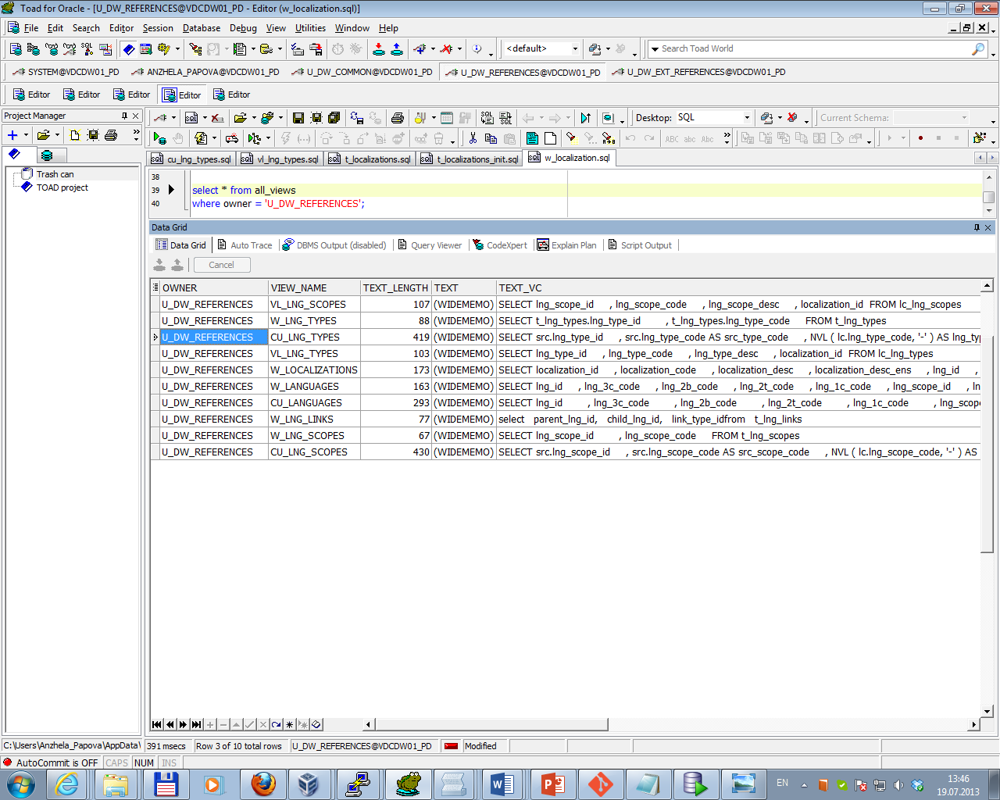 Toad for Oracle - [U_DW_REFERENCES@VDCDW01_PD - Editor (w_localization.sql)]
File Edit Search Editor Session Database Debug View Utilities Window Help
<default> Search Toad World
SYSTEM@VDCDW01_PD ANZHELA_PAPOVA@VDCDW01_PD U_DW_COMMON@VDCDW01_PD U_DW_REFERENCES@VDCDW01_PD U_DW_EXT_REFERENCES@VDCDW01_PD
Editor Editor Editor Editor Editor
Project Manager
Desktop: SQL Current Schema:
ABC abc Abc
Trash can
TOAD project
cu_lng_types.sql vl_lng_types.sql t_localizations.sql t_localizations_init.sql w_localization.sql
38
39 select * from all_views
40 where owner = 'U_DW_REFERENCES';
Data Grid
Data Grid Auto Trace DBMS Output (disabled) Query Viewer CodeXpert Explain Plan Script Output
Cancel
OWNER VIEW_NAME TEXT_LENGTH TEXT TEXT_VC
U_DW_REFERENCES VL_LNG_SCOPES 107 (WIDEMEMO) SELECT lng_scope_id , lng_scope_code , lng_scope_desc , localization_id FROM lc_lng_scopes
U_DW_REFERENCES W_LNG_TYPES 88 (WIDEMEMO) SELECT t_lng_types.lng_type_id , t_lng_types.lng_type_code FROM t_lng_types
U_DW_REFERENCES CU_LNG_TYPES 419 (WIDEMEMO) SELECT src.lng_type_id , src.lng_type_code AS src_type_code , NVL ( lc.lng_type_code, '-' ) AS lng_typ
U_DW_REFERENCES VL_LNG_TYPES 103 (WIDEMEMO) SELECT lng_type_id , lng_type_code , lng_type_desc , localization_id FROM lc_lng_types
U_DW_REFERENCES W_LOCALIZATIONS 173 (WIDEMEMO) SELECT localization_id , localization_code , localization_desc , localization_desc_ens , lng_id ,
U_DW_REFERENCES W_LANGUAGES 163 (WIDEMEMO) SELECT lng_id , lng_3c_code , lng_2b_code , lng_2t_code , lng_1c_code , lng_scope_id , ln
U_DW_REFERENCES CU_LANGUAGES 293 (WIDEMEMO) SELECT lng_id , lng_3c_code , lng_2b_code , lng_2t_code , lng_1c_code , lng_scope
U_DW_REFERENCES W_LNG_LINKS 77 (WIDEMEMO) select parent_lng_id, child_lng_id, link_type_idfrom t_lng_links
U_DW_REFERENCES W_LNG_SCOPES 67 (WIDEMEMO) SELECT lng_scope_id , lng_scope_code FROM t_lng_scopes
U_DW_REFERENCES CU_LNG_SCOPES 430 (WIDEMEMO) SELECT src.lng_scope_id , src.lng_scope_code AS src_scope_code , NVL ( lc.lng_scope_code, '-' ) AS
C:\Users\Anzhela_Papova\AppData\ 391 msecs Row 3 of 10 total rows U_DW_REFERENCES@VDCDW01_PD Modified
AutoCommit is OFF CAPS NUM INS
EN 13:46
19.07.2013